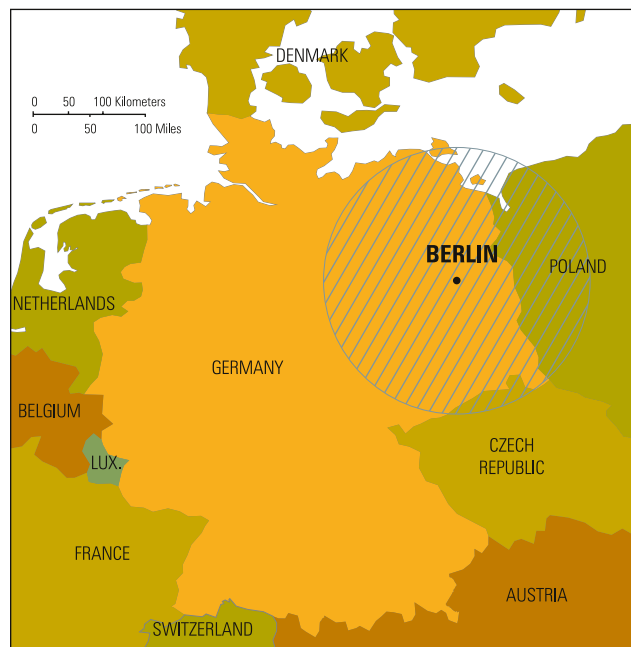 DENMARK
0 50 100 Kilometers
0 50 100 Miles
BERLIN
POLAND
NETHERLANDS
GERMANY
BELGIUM
CZECH
REPUBLIC
LUX.
FRANCE
AUSTRIA
SWITZERLAND